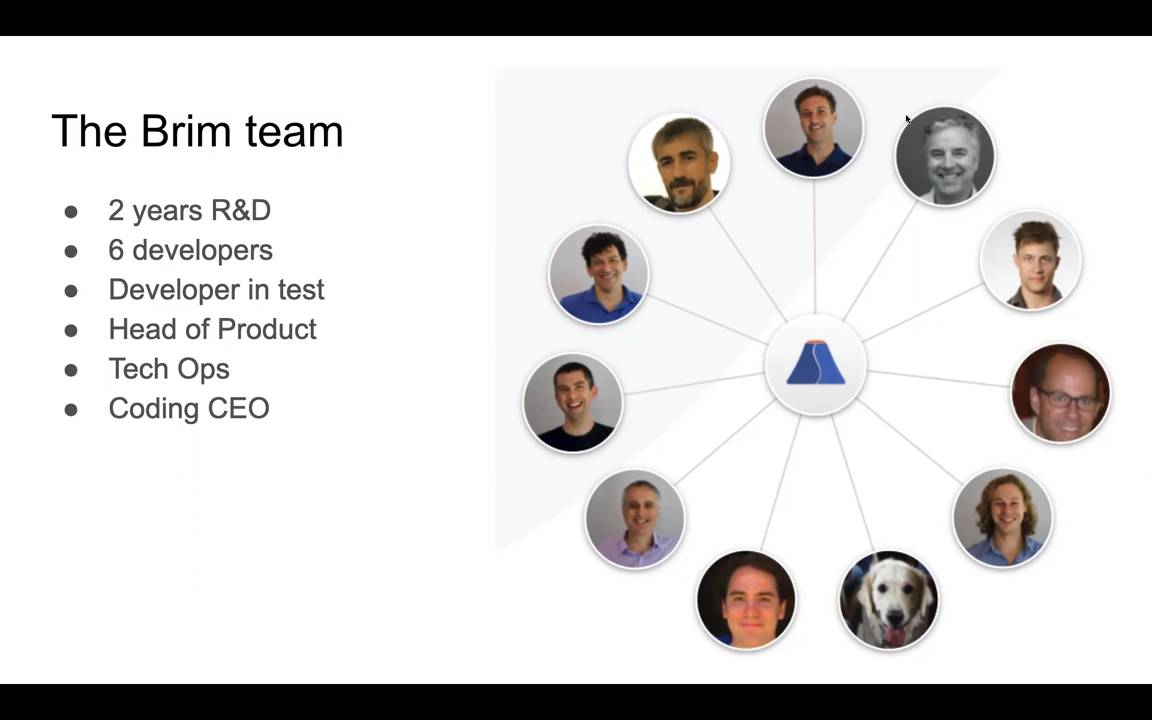 The Brim team
● 2 years R&D
● 6 developers
● Developer in test
● Head of Product
● Tech Ops
● Coding CEO